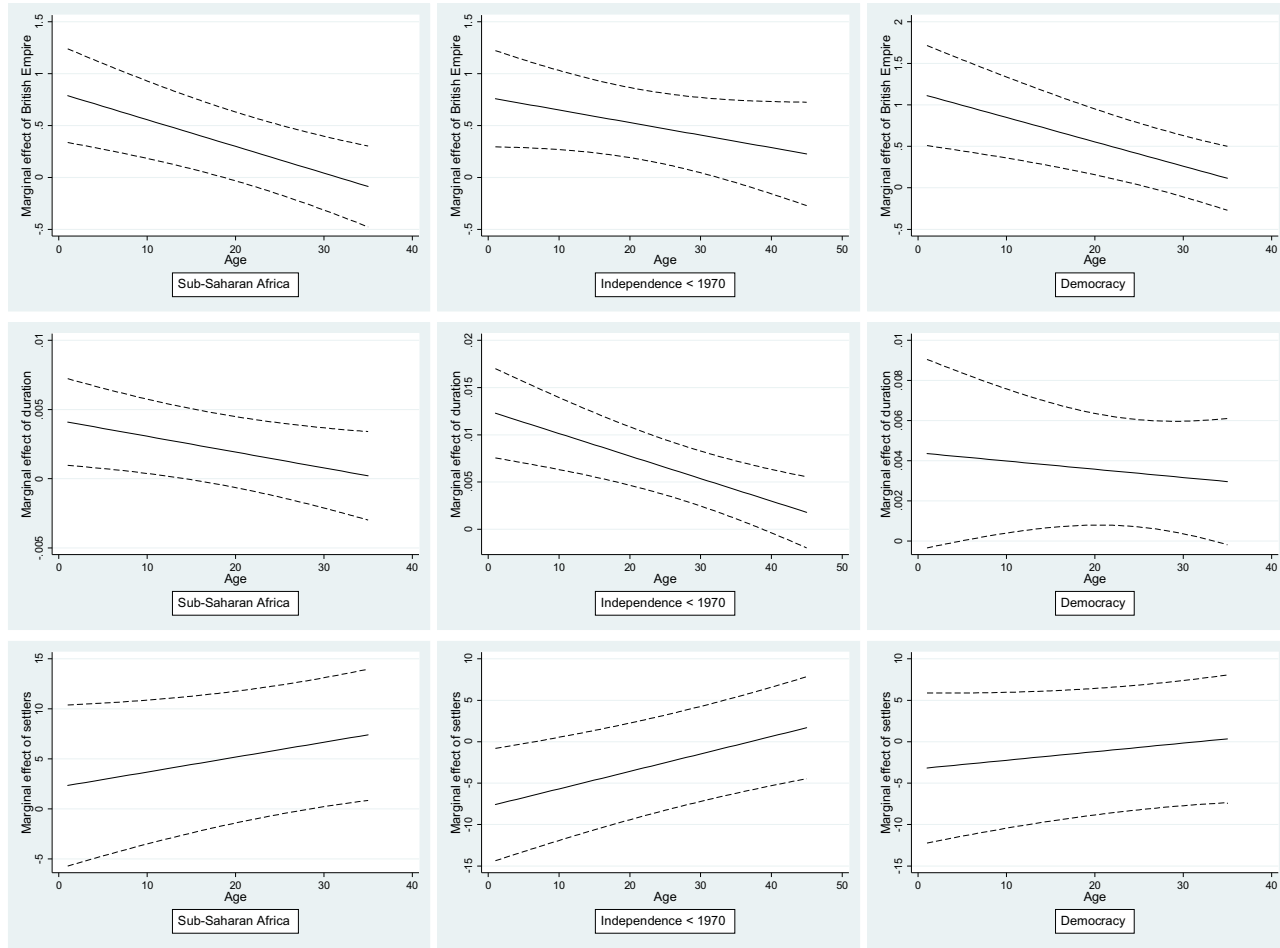 Marginal effect of British Empire
-.5 0 .5 1 1.5
0 10 20 30 40
Age
Sub-Saharan Africa
Marginal effect of British Empire
-.5 0 .5 1 1.5
0 10 20 30 40 50
Age
Independence < 1970
Marginal effect of British Empire
-.5 0 .5 1 1.5 2
0 10 20 30 40
Age
Democracy
Marginal effect of duration
-.005 0 .005 .01
0 10 20 30 40
Age
Sub-Saharan Africa
Marginal effect of duration
0 .005 .01 .015 .02
0 10 20 30 40 50
Age
Independence < 1970
Marginal effect of duration
0 .002 .004 .006 .008 .01
0 10 20 30 40
Age
Democracy
Marginal effect of settlers
-5 0 5 10 15
0 10 20 30 40
Age
Sub-Saharan Africa
Marginal effect of settlers
-15 -10 -5 0 5 10
0 10 20 30 40 50
Age
Independence < 1970
Marginal effect of settlers
-15 -10 -5 0 5 10
0 10 20 30 40
Age
Democracy